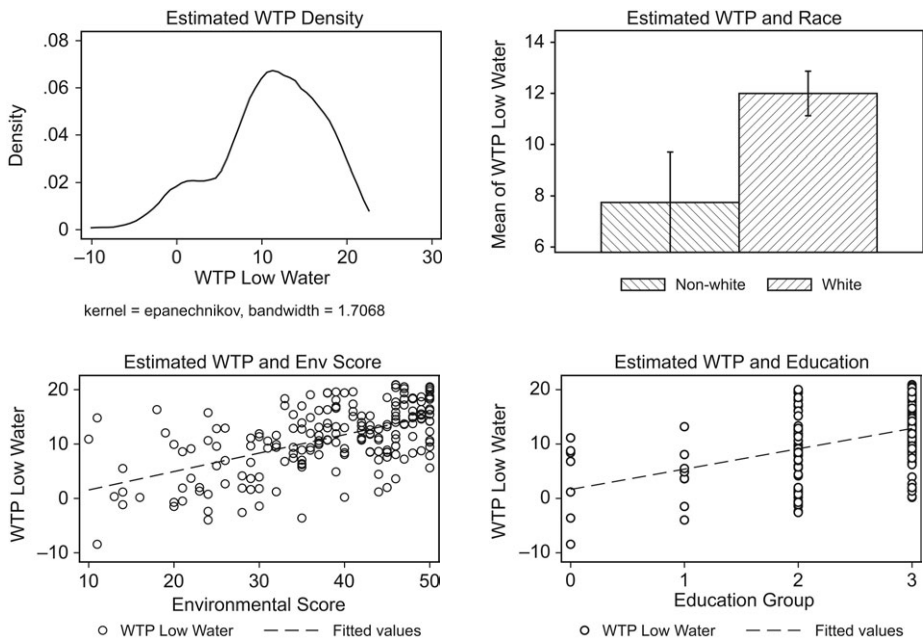 Estimated WTP Density
.08
.06
.04
.02
0
Density
−10 0 10 20 30
WTP Low Water
kernel = epanechnikov, bandwidth = 1.7068
Estimated WTP and Race
14
12
10
8
6
Mean of WTP Low Water
Non-white White
Estimated WTP and Env Score
20
10
0
−10
WTP Low Water
10 20 30 40 50
Environmental Score
WTP Low Water Fitted values
Estimated WTP and Education
20
10
0
−10
WTP Low Water
0 1 2 3
Education Group
WTP Low Water Fitted values